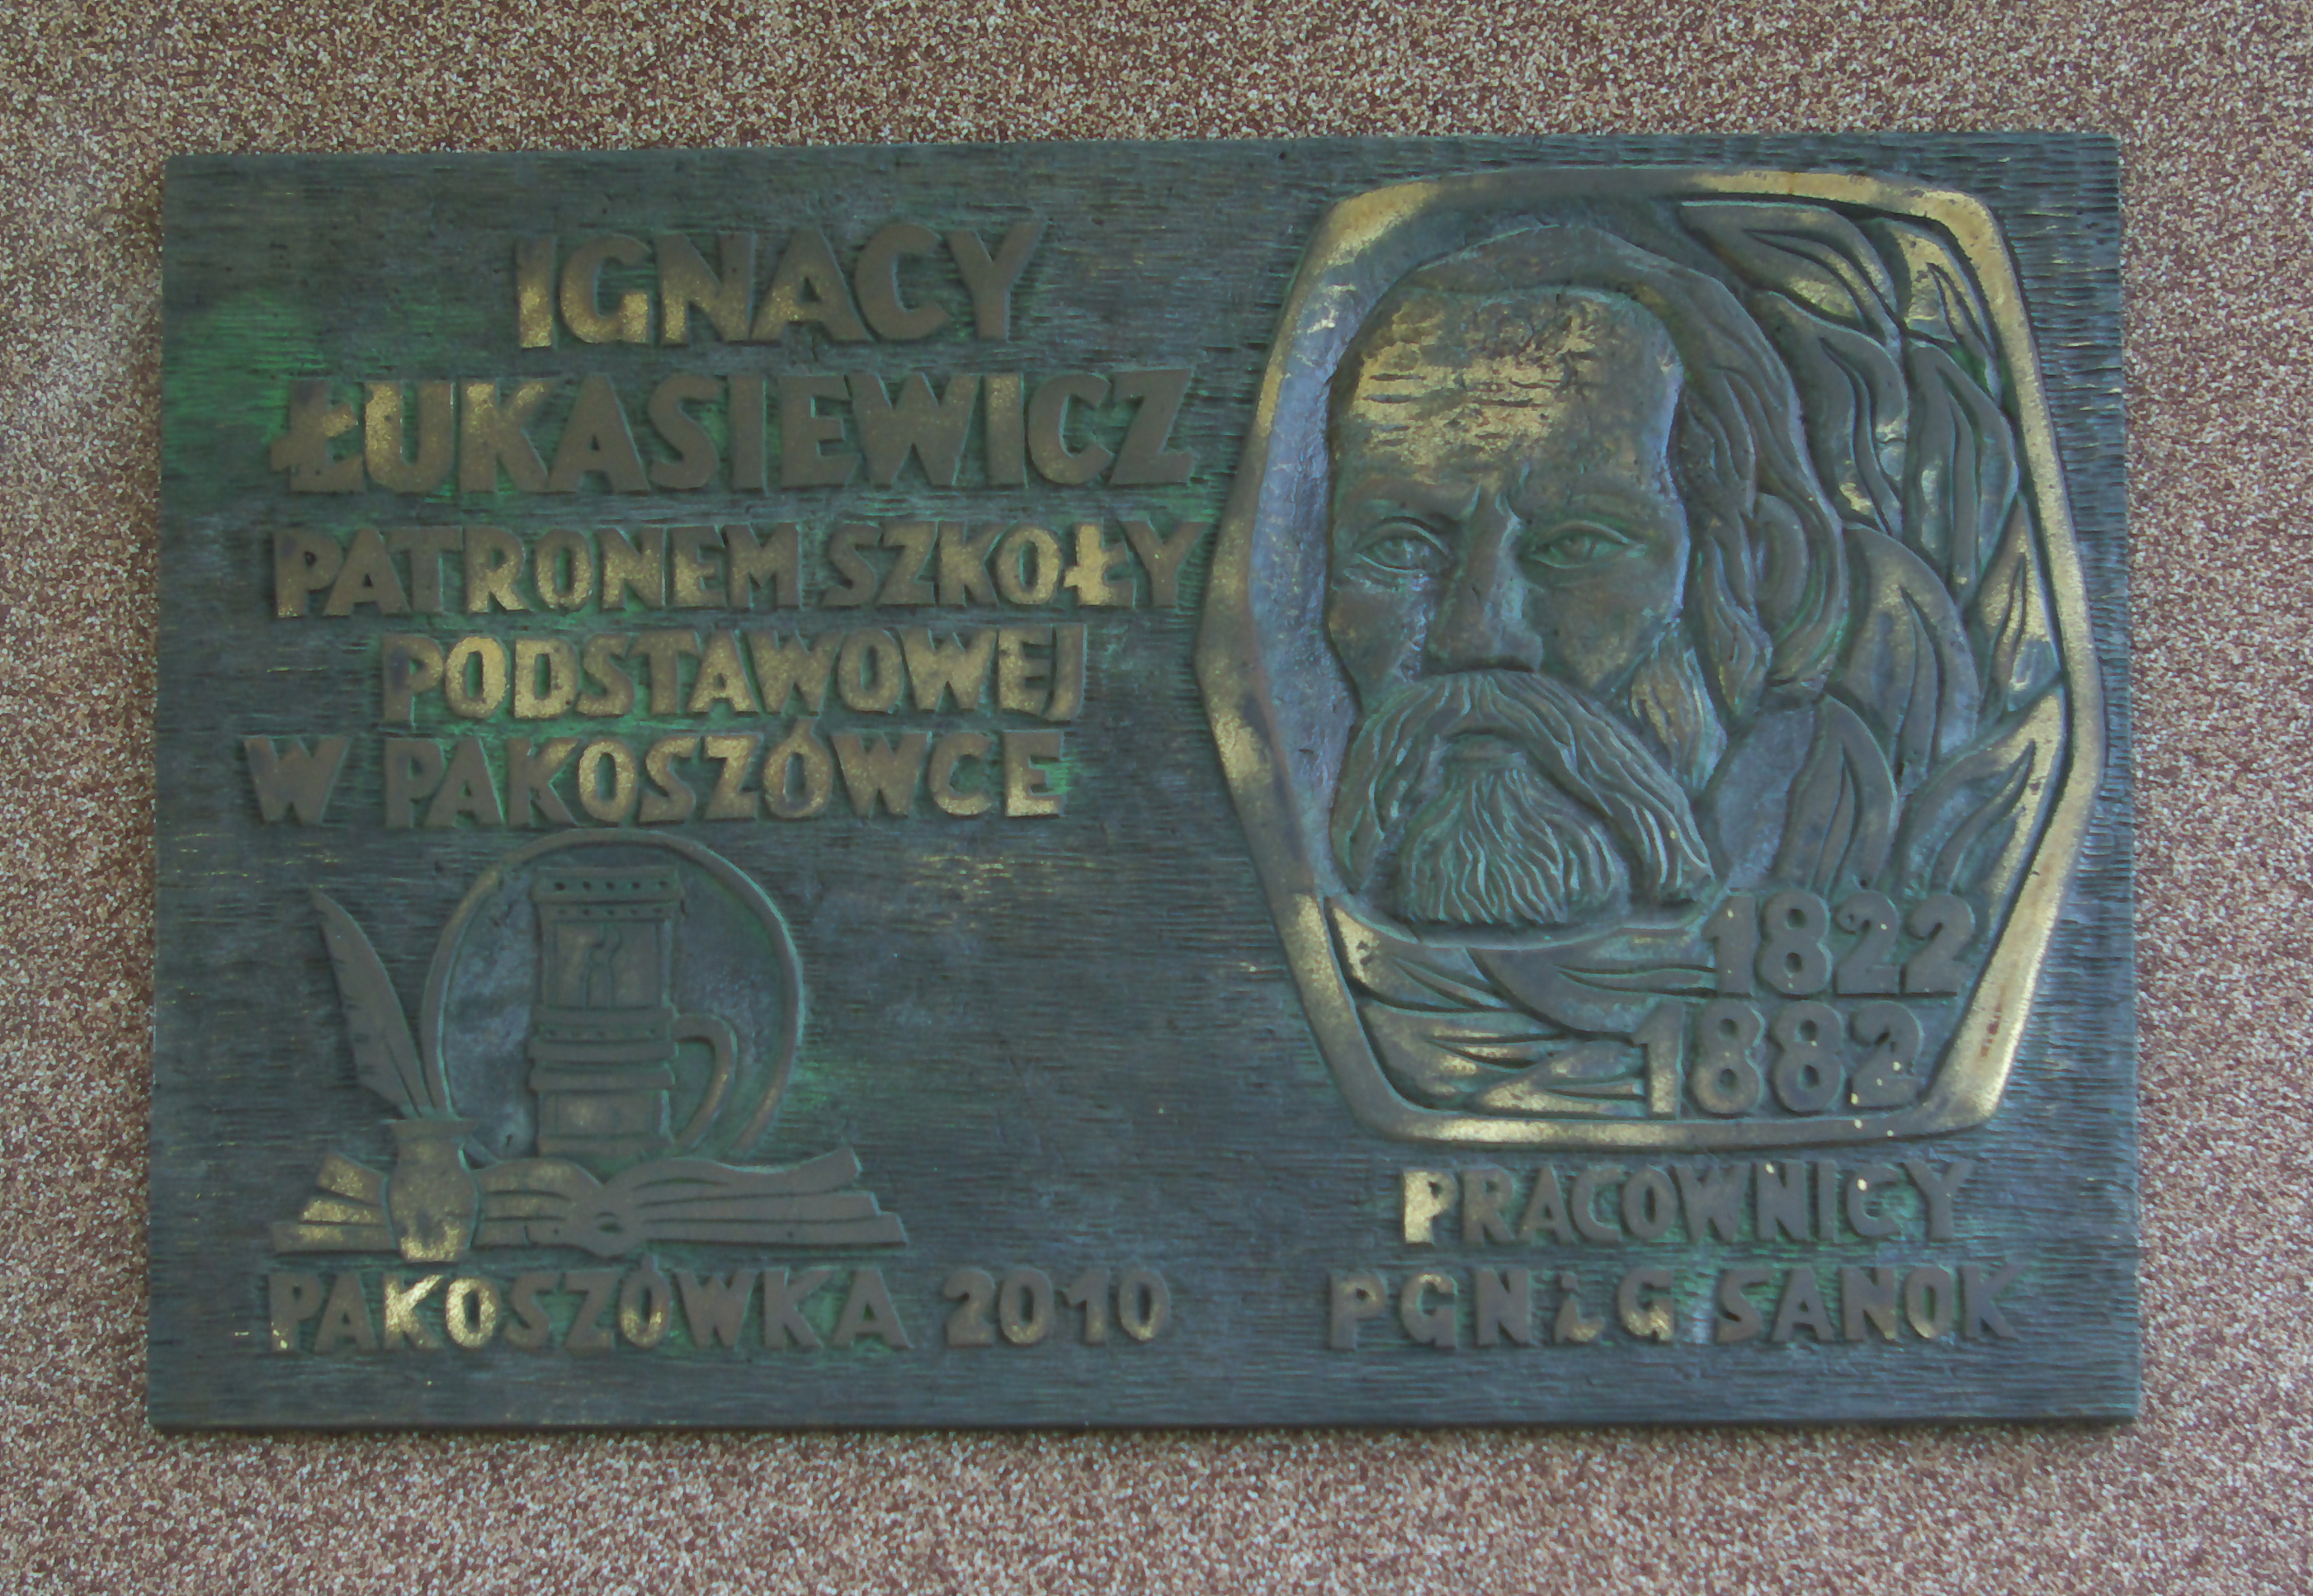 IGNACY
ŁUKASIEWICZ
PATRONEM SZKOŁY
PODSTAWOWEJ
W PAKOSZÓWCE
PAKOSZÓWKA 2010
1822
1882
PRACOWNICY
PGNiG SANOK